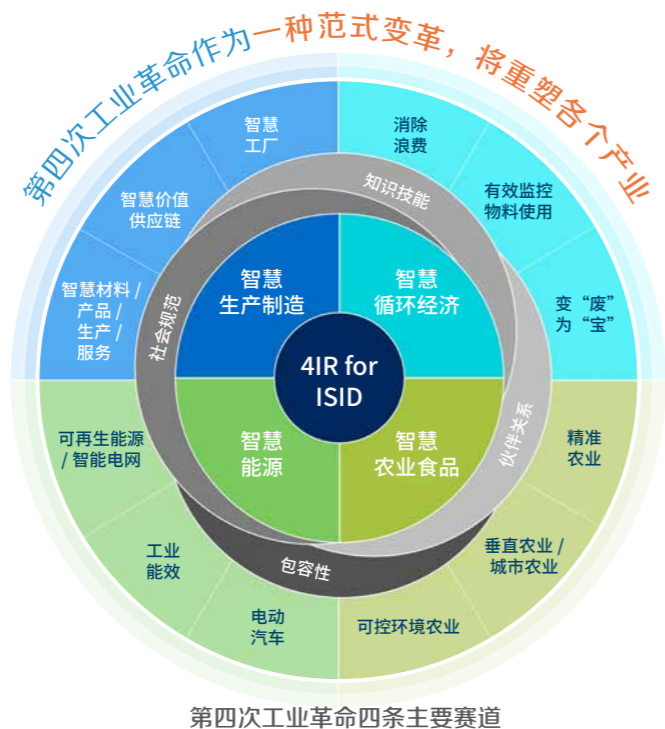 第四次工业革命作为一种范式变革，将重塑各个产业
智慧
工厂
消除
浪费
智慧价值
供应链
知识技能
有效监控
物料使用
智慧材料 /
产品 /
生产 /
服务
社会规范
智慧
生产制造
智慧
循环经济
变“废”
为“宝”
4IR for
ISID
可再生能源
/ 智能电网
智慧
能源
智慧
农业食品
伙伴关系
精准
农业
工业
能效
包容性
垂直农业 /
城市农业
电动
汽车
可控环境农业
第四次工业革命四条主要赛道